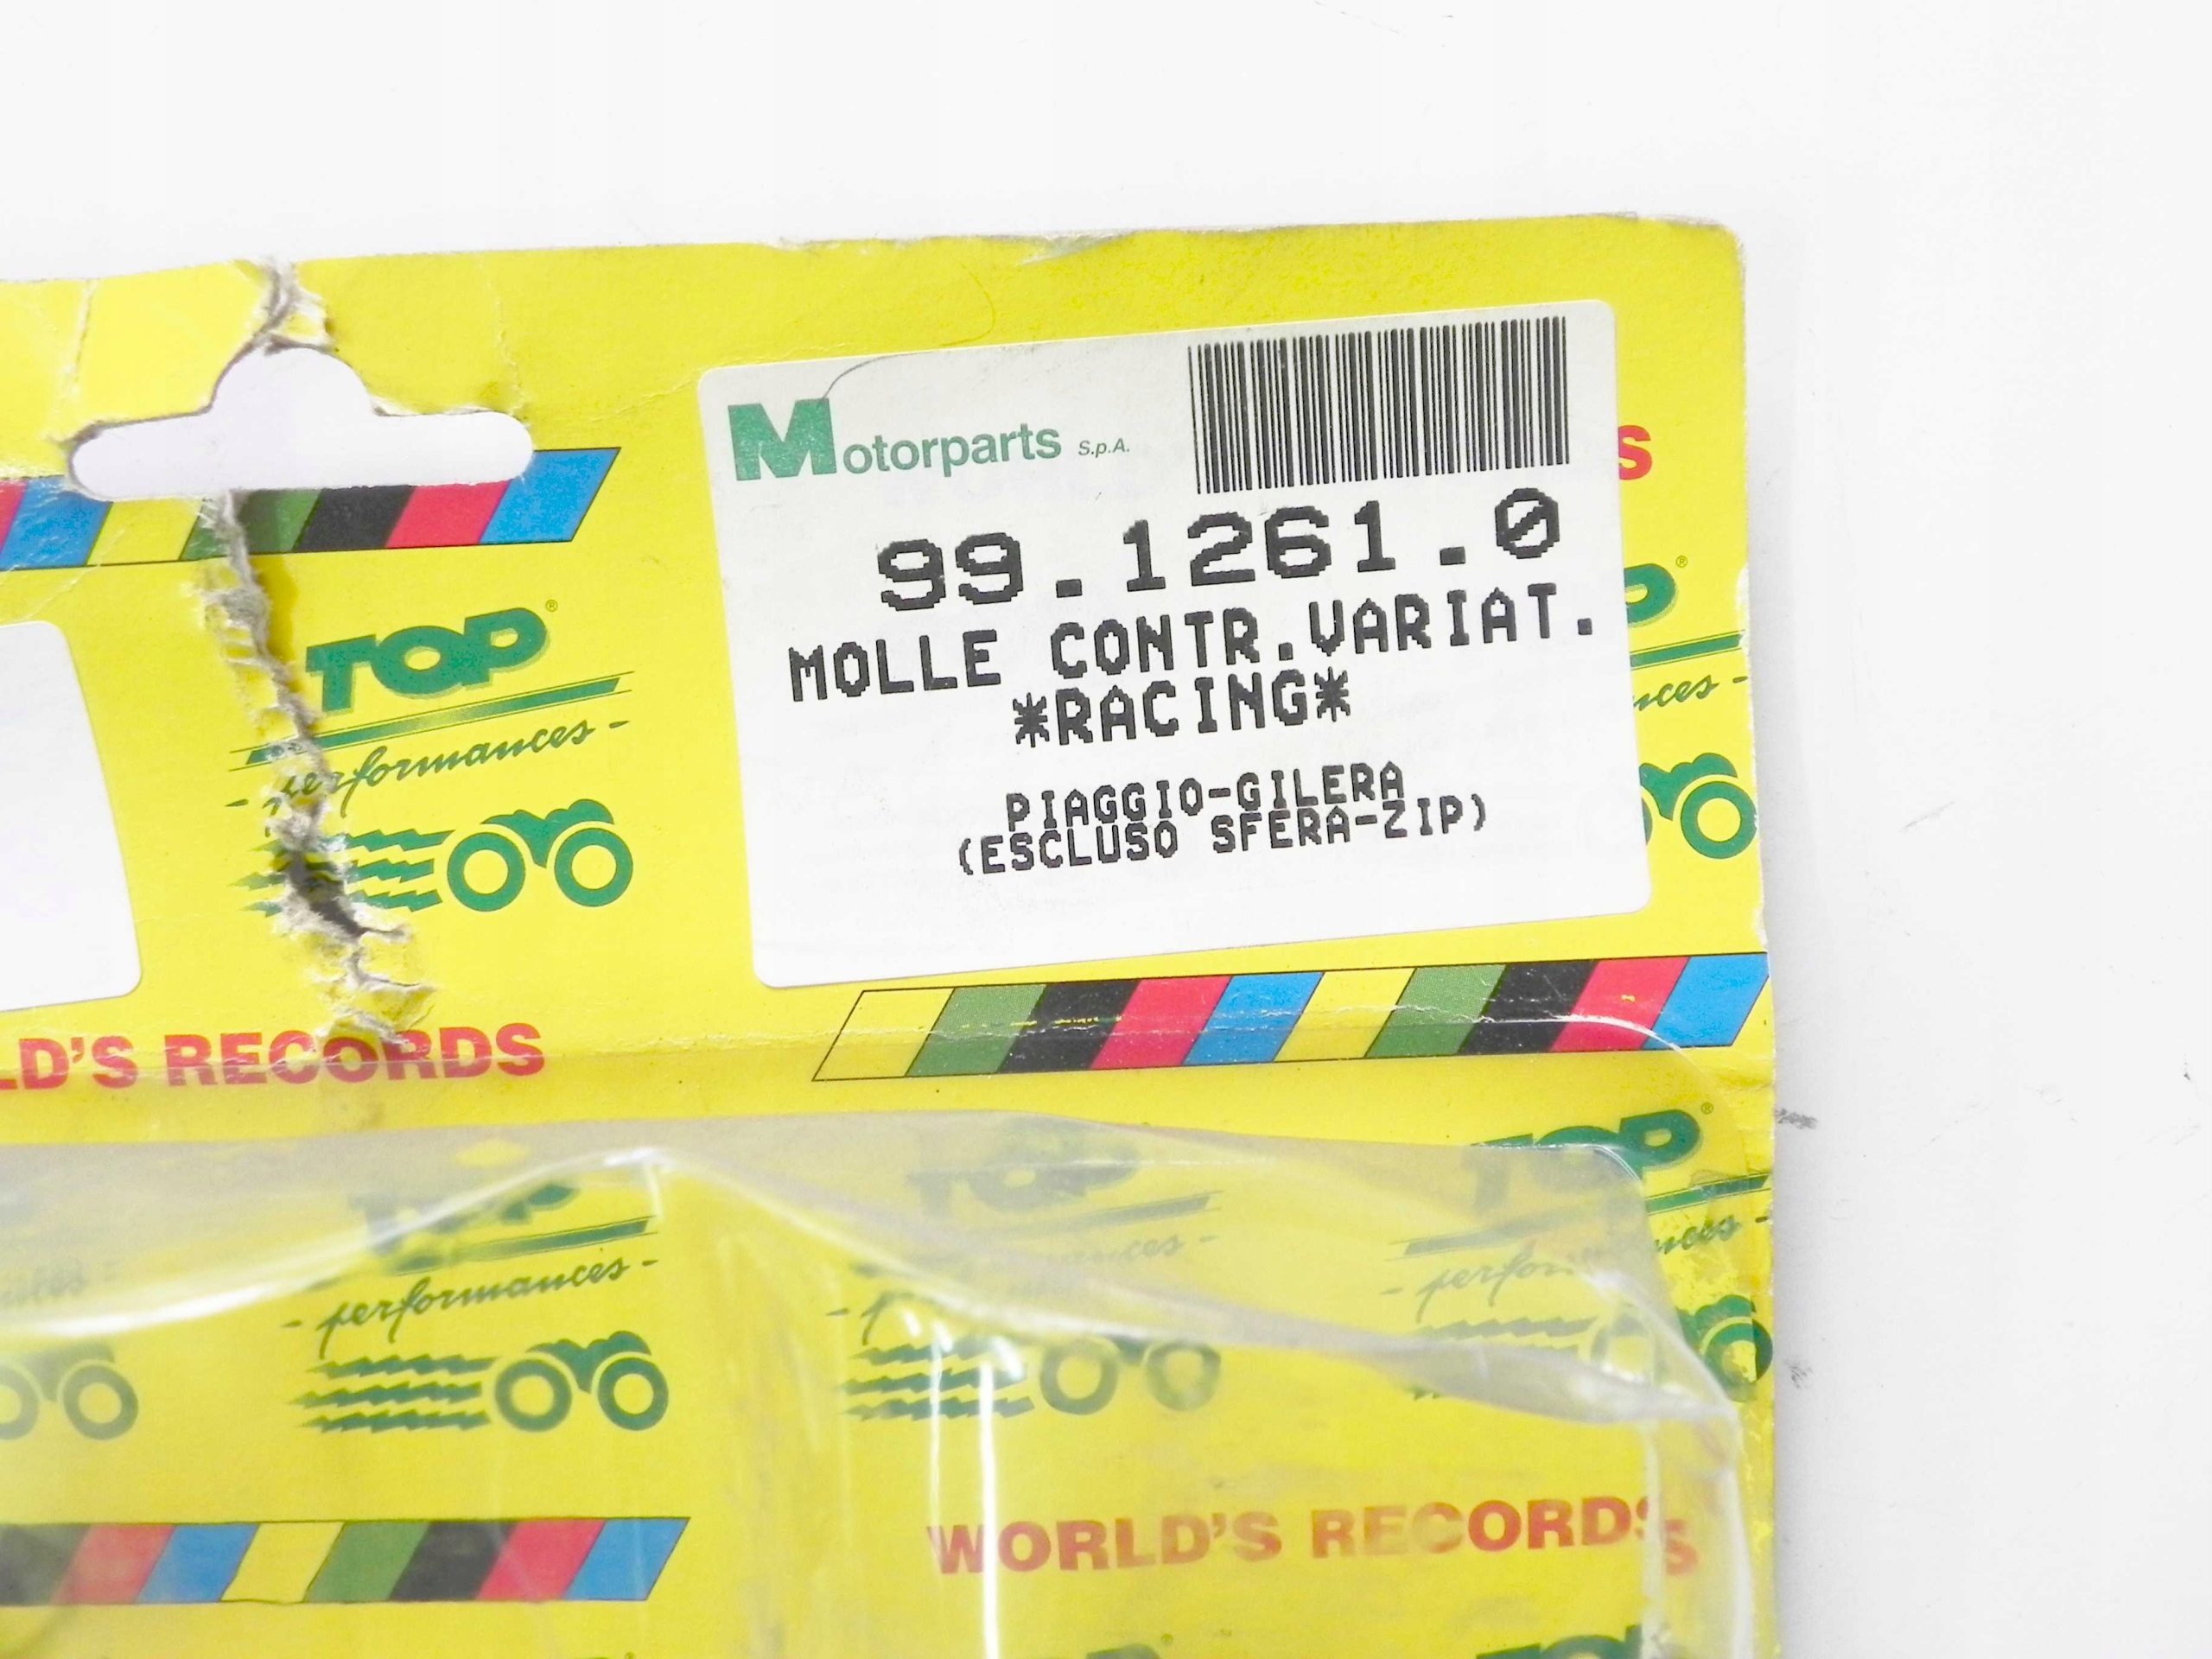 Motorparts S.p.A.
99.1261.0
MOLLE CONTR.VARIAT.
*RACING*
PIAGGIO-GILERA
(ESCLUSO SFERA-ZIP)
TOP®
- performances -
LD'S RECORDS
TOP®
- performances -
WORLD'S RECORDS